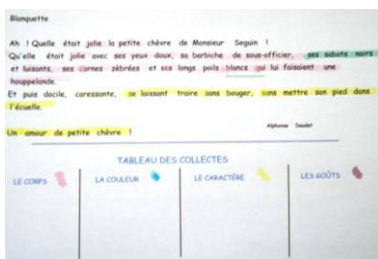 Blanquette
Ah ! Quelle était jolie la petite chèvre de Monsieur Seguin !
Qu'elle était jolie avec ses yeux doux, sa barbiche de sous-officier, ses sabots noirs
et luisants, ses cornes zébrées et ses longs poils blancs qui lui faisaient une
houppelande.
Et puis docile, caressante, se laissant traire sans bouger, sans mettre son pied dans
l'écuelle.
Un amour de petite chèvre !
Alphonse Daudet
TABLEAU DES COLLECTES
LE CORPS LA COULEUR LE CARACTÈRE LES GOÛTS